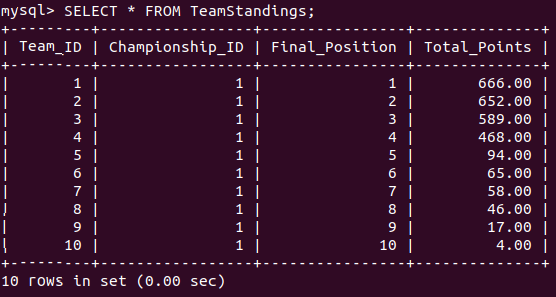 mysql> SELECT * FROM TeamStandings;
+---------+-----------------+----------------+--------------+
| Team_ID | Championship_ID | Final_Position | Total_Points |
+---------+-----------------+----------------+--------------+
|       1 |               1 |              1 |       666.00 |
|       2 |               1 |              2 |       652.00 |
|       3 |               1 |              3 |       589.00 |
|       4 |               1 |              4 |       468.00 |
|       5 |               1 |              5 |        94.00 |
|       6 |               1 |              6 |        65.00 |
|       7 |               1 |              7 |        58.00 |
|       8 |               1 |              8 |        46.00 |
|       9 |               1 |              9 |        17.00 |
|      10 |               1 |             10 |         4.00 |
+---------+-----------------+----------------+--------------+
10 rows in set (0.00 sec)